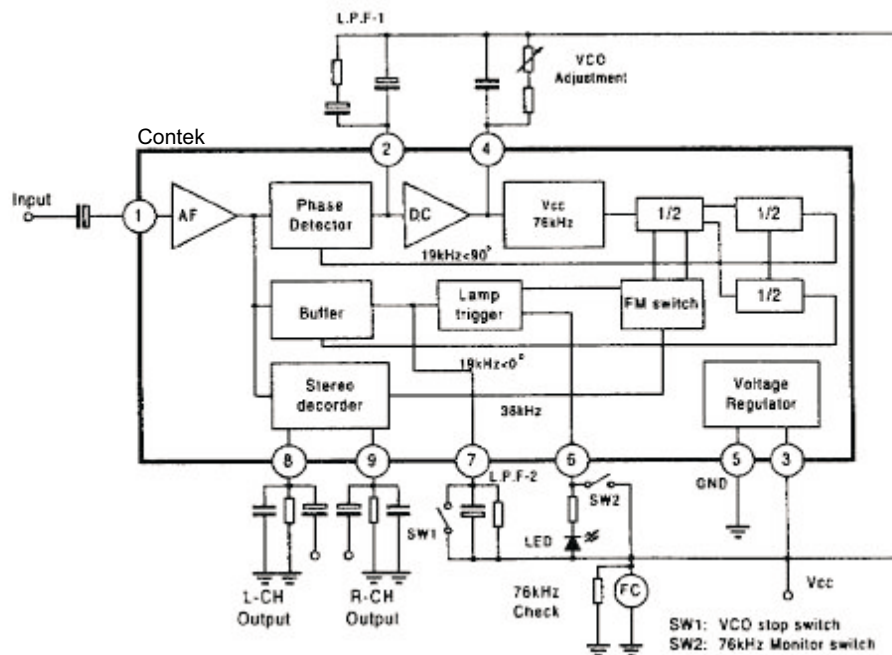 L.P.F-1
VCO
Adjustment
Contek
2
4
Input
1
AF
Phase
Detector
DC
Vcc
76kHz
1/2
1/2
19kHz<90°
1/2
Buffer
Lamp
trigger
FM switch
19kHz<0°
Stereo
decorder
38kHz
Voltage
Regulator
8
9
7
6
5
3
L.P.F-2
GND
SW1
SW2
LED
L-CH
Output
R-CH
Output
76kHz
Check
FC
Vcc
SW1: VCO stop switch
SW2: 76kHz Monitor switch